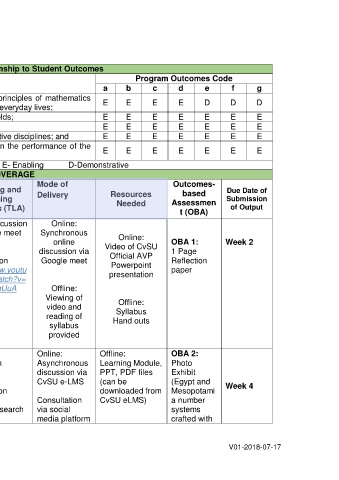 nship to Student Outcomes
Program Outcomes Code
a b c d e f g
principles of mathematics
everyday lives;
E E E E D D D
lds; E E E E E E E
E E E E E E E
tive disciplines; and E E E E E E E
n the performance of the
E E E E E E E
E- Enabling D-Demonstrative
OVERAGE
g and
ing
s (TLA)
Mode of
Delivery
Resources
Needed
Outcomes-
based
Assessmen
t (OBA)
Due Date of
Submission
of Output
cussion
e meet
on
w.youtu
atch?v=
Online:
Synchronous
online
discussion via
Google meet
Offline:
Viewing of
video and
reading of
syllabus
provided
Online:
Video of CvSU
Official AVP
Powerpoint
presentation
Offline:
Syllabus
Hand outs
OBA 1:
1 Page
Reflection
paper
Week 2
n
on
search
Online:
Asynchronous
discussion via
CvSU e-LMS
Consultation
via social
media platform
Offline:
Learning Module,
PPT, PDF files
(can be
downloaded from
CvSU eLMS)
OBA 2:
Photo
Exhibit
(Egypt and
Mesopotami
a number
systems
crafted with
Week 4
V01-2018-07-17